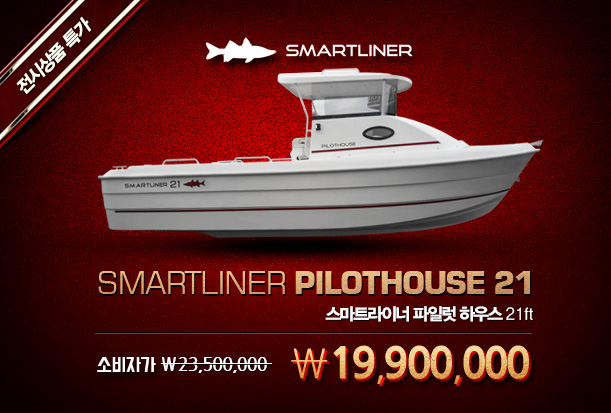 전시상품 특가
SMARTLINER
PILOTHOUSE
SMARTLINER 21
SMARTLINER PILOTHOUSE 21
스마트라이너 파일럿 하우스 21ft
소비자가 ₩23,500,000 ₩19,900,000